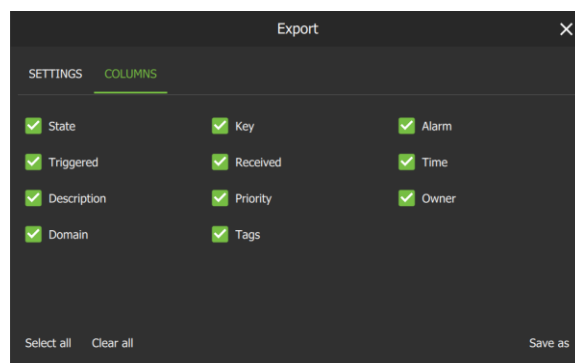 Export
SETTINGS COLUMNS
State Key Alarm
Triggered Received Time
Description Priority Owner
Domain Tags
Select all Clear all Save as